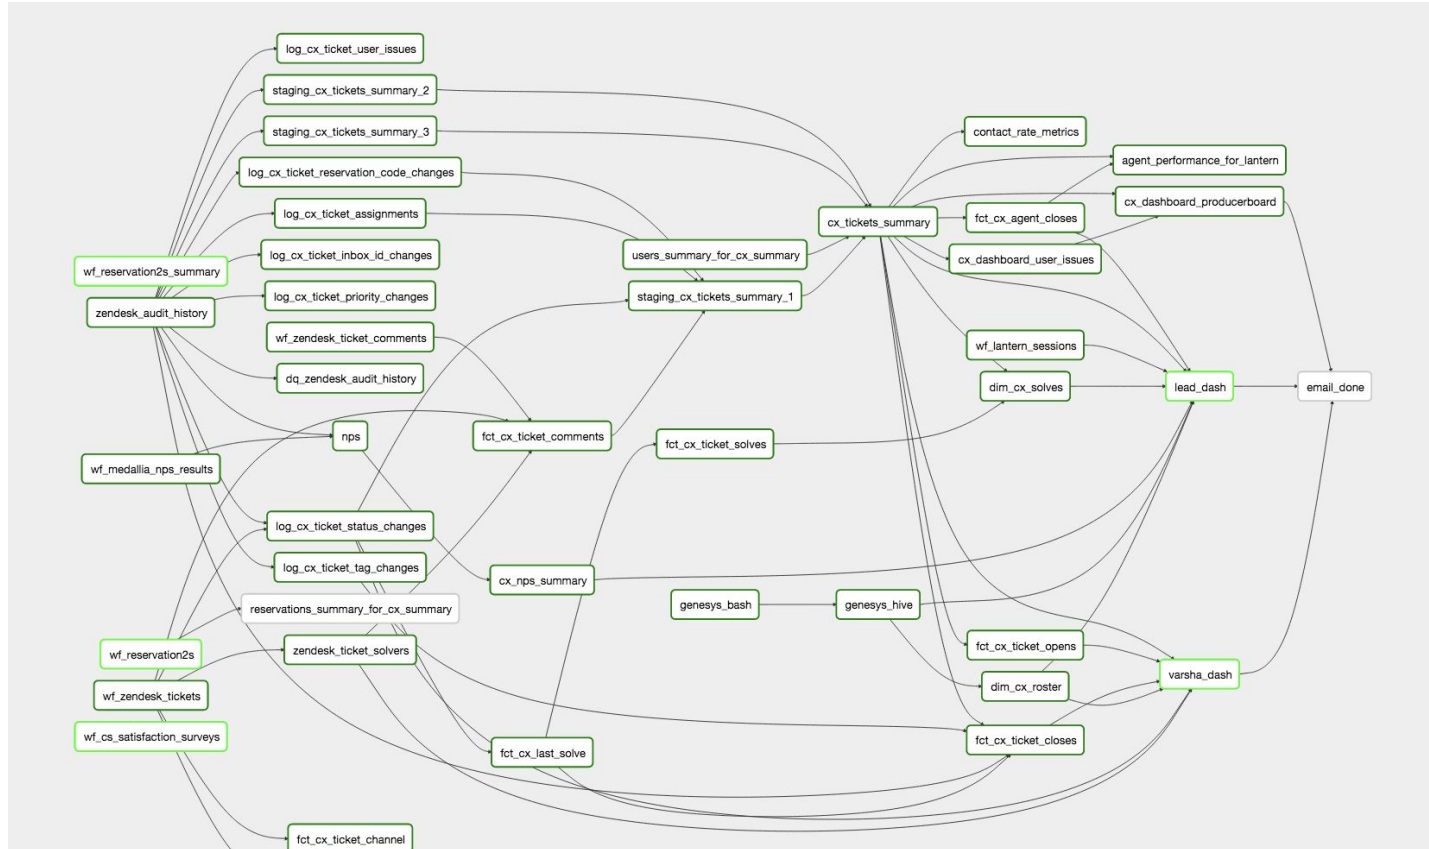 log_cx_ticket_user_issues
staging_cx_tickets_summary_2
staging_cx_tickets_summary_3
log_cx_ticket_reservation_code_changes
log_cx_ticket_assignments
log_cx_ticket_inbox_id_changes
wf_reservation2s_summary
log_cx_ticket_priority_changes
zendesk_audit_history
wf_zendesk_ticket_comments
dq_zendesk_audit_history
nps
wf_medallia_nps_results
log_cx_ticket_status_changes
log_cx_ticket_tag_changes
reservations_summary_for_cx_summary
wf_reservation2s
zendesk_ticket_solvers
wf_zendesk_tickets
wf_cs_satisfaction_surveys
fct_cx_ticket_channel
fct_cx_ticket_comments
cx_nps_summary
fct_cx_last_solve
users_summary_for_cx_summary
staging_cx_tickets_summary_1
fct_cx_ticket_solves
genesys_bash
genesys_hive
cx_tickets_summary
contact_rate_metrics
agent_performance_for_lantern
cx_dashboard_producerboard
fct_cx_agent_closes
cx_dashboard_user_issues
wf_lantern_sessions
dim_cx_solves
lead_dash
email_done
fct_cx_ticket_opens
dim_cx_roster
varsha_dash
fct_cx_ticket_closes